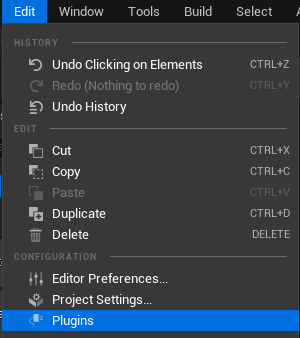 Edit Window Tools Build Select
HISTORY
Undo Clicking on Elements CTRL+Z
Redo (Nothing to redo) CTRL+Y
Undo History
EDIT
Cut CTRL+X
Copy CTRL+C
Paste CTRL+V
Duplicate CTRL+D
Delete DELETE
CONFIGURATION
Editor Preferences...
Project Settings...
Plugins